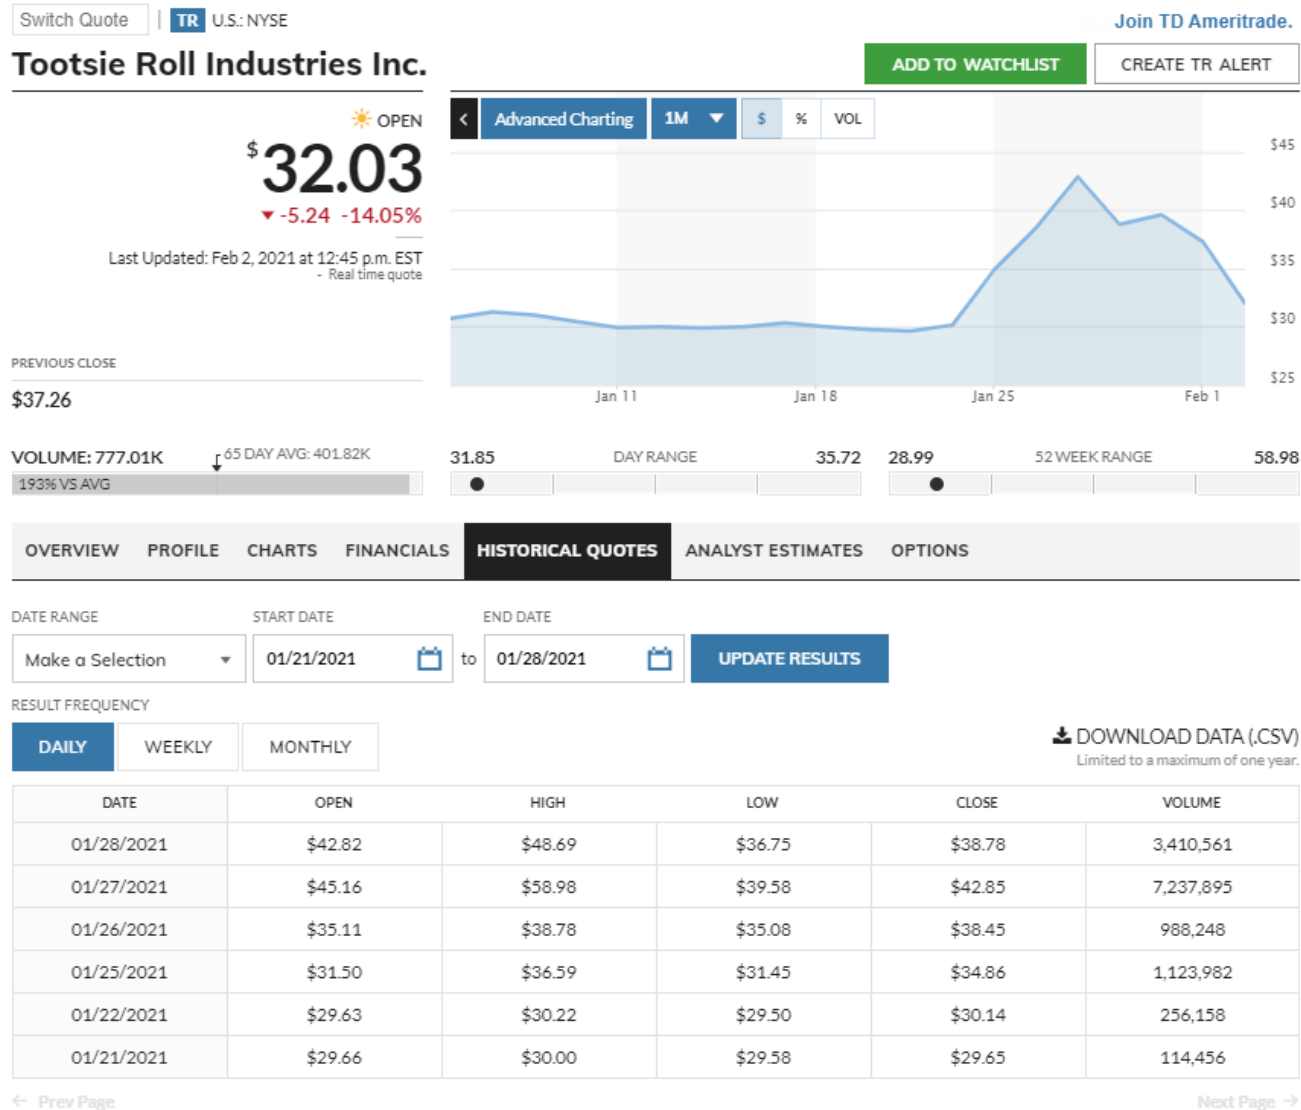 Switch Quote | TR U.S.: NYSE
Join TD Ameritrade.
Tootsie Roll Industries Inc.
ADD TO WATCHLIST CREATE TR ALERT
OPEN
$32.03
-5.24 -14.05%
Last Updated: Feb 2, 2021 at 12:45 p.m. EST
- Real time quote
PREVIOUS CLOSE
$37.26
< Advanced Charting 1M $ % VOL
$45
$40
$35
$30
$25
Jan 11 Jan 18 Jan 25 Feb 1
VOLUME: 777.01K 65 DAY AVG: 401.82K
193% VS AVG
31.85 DAY RANGE 35.72
28.99 52 WEEK RANGE 58.98
OVERVIEW PROFILE CHARTS FINANCIALS HISTORICAL QUOTES ANALYST ESTIMATES OPTIONS
DATE RANGE START DATE END DATE
Make a Selection 01/21/2021 to 01/28/2021 UPDATE RESULTS
RESULT FREQUENCY
DAILY WEEKLY MONTHLY
DOWNLOAD DATA (.CSV)
Limited to a maximum of one year.
DATE OPEN HIGH LOW CLOSE VOLUME
01/28/2021 $42.82 $48.69 $36.75 $38.78 3,410,561
01/27/2021 $45.16 $58.98 $39.58 $42.85 7,237,895
01/26/2021 $35.11 $38.78 $35.08 $38.45 988,248
01/25/2021 $31.50 $36.59 $31.45 $34.86 1,123,982
01/22/2021 $29.63 $30.22 $29.50 $30.14 256,158
01/21/2021 $29.66 $30.00 $29.58 $29.65 114,456
← Prev Page Next Page →